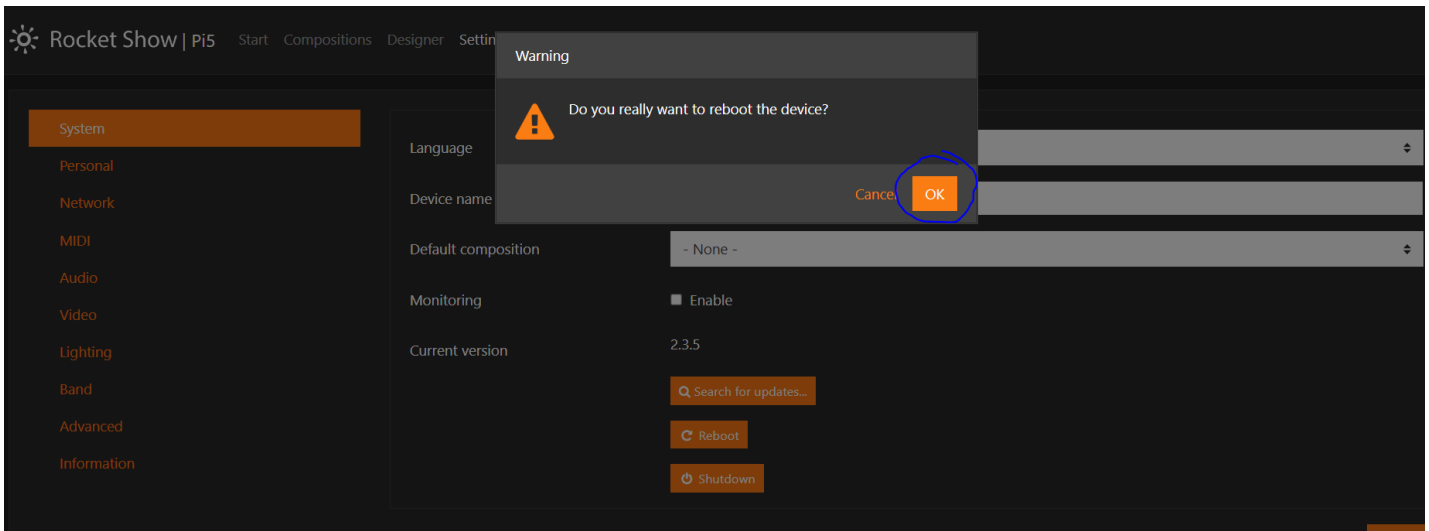 Rocket Show | Pi5 Start Compositions Designer
Warning
Do you really want to reboot the device?
OK
System
Personal
Network
MIDI
Audio
Video
Lighting
Band
Advanced
Information
Language
Device name
Default composition
- None -
Monitoring
Enable
Current version
2.3.5
Search for updates...
Reboot
Shutdown